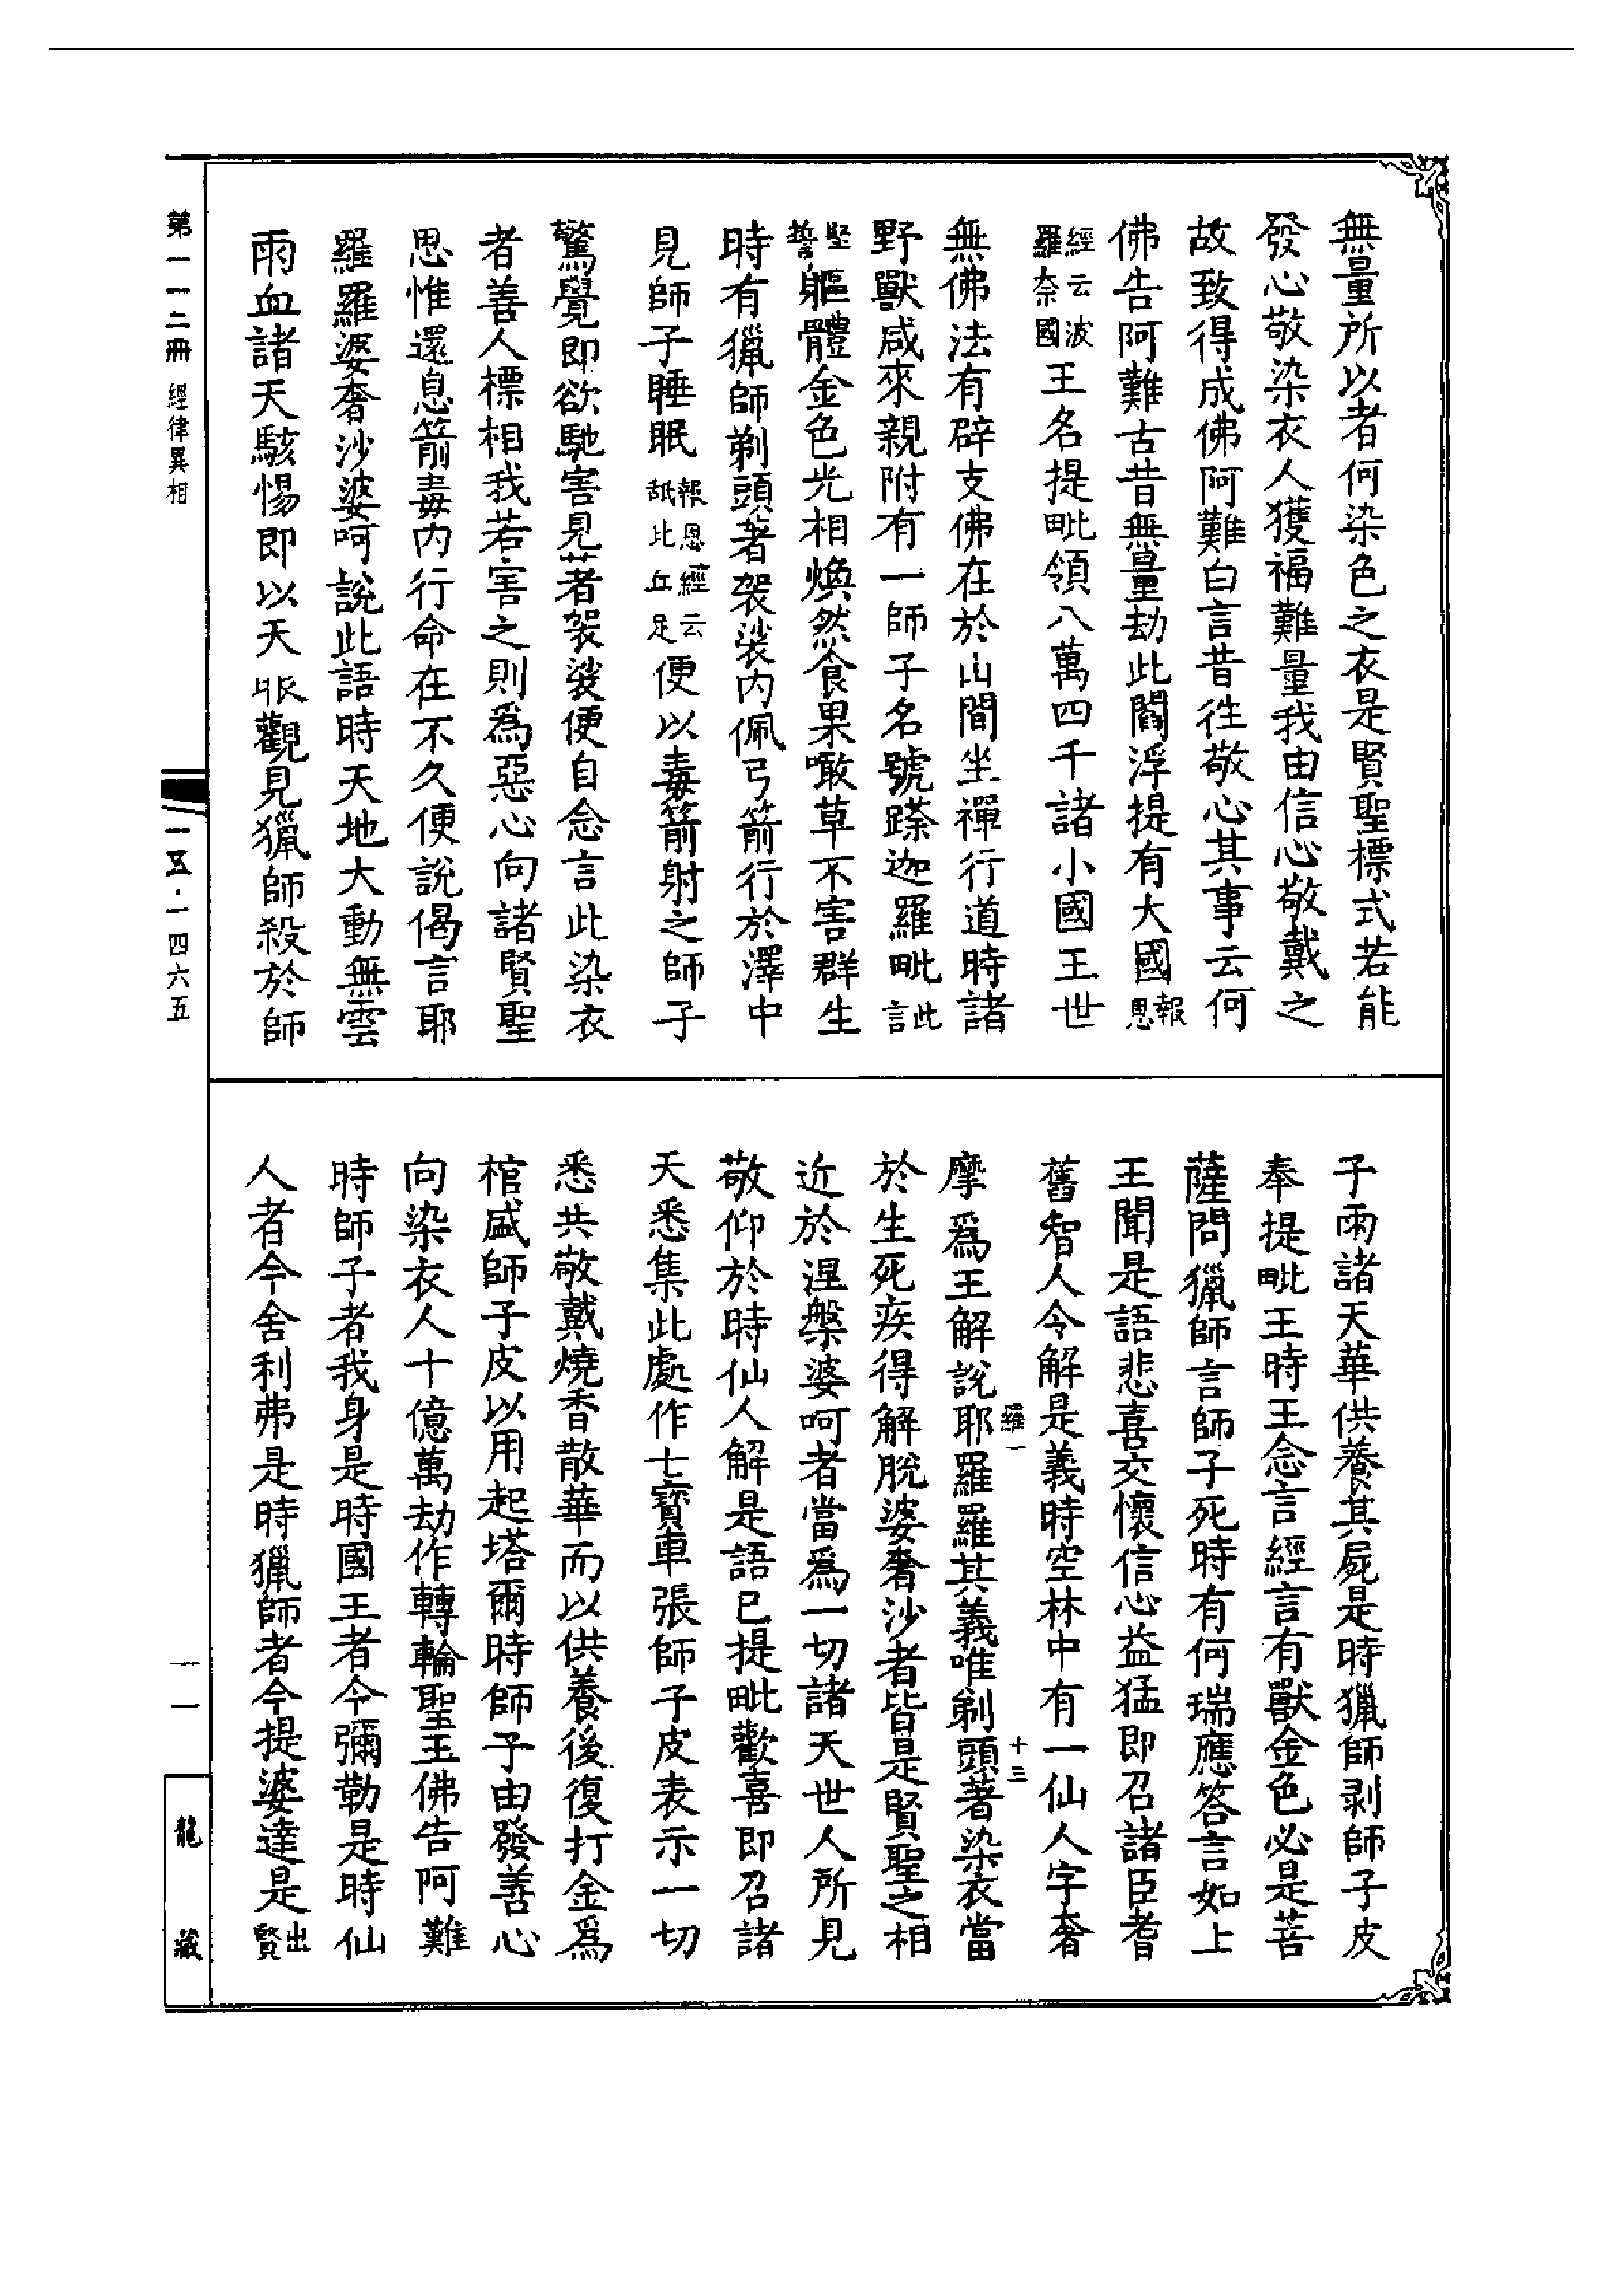 無量所以者何染色之衣是賢聖標式若能
發心敬染衣人獲福難量我由信心敬戴之
故致得成佛阿難白言昔往敬心其事云何
佛告阿難古昔無量劫此閻浮提有大國報恩
經云波羅奈國王名提毗領八萬四千諸小國王世
無佛法有辟支佛在於山間坐禪行道時諸
野獸咸來親附有一師子名號蹀迦羅毗此言
堅誓軀體金色光相煥然食果噉草不害群生
時有獵師剃頭著袈裟内佩弓箭行於澤中
見師子睡眠報恩經云舐比丘足便以毒箭射之師子
驚覺即欲馳害見著袈裟便自念言此染衣
者善人標相我若害之則爲惡心向諸賢聖
思惟還息箭毒内行命在不久便說偈言耶
羅羅婆奢沙婆呵說此語時天地大動無雲
雨血諸天駭惕即以天眼觀見獵師殺於師
子雨諸天華供養其屍是時獵師剥師子皮
奉提毗王時王念言經言有獸金色必是菩
薩問獵師言師子死時有何瑞應答言如上
王聞是語悲喜交懷信心益猛即召諸臣耆
舊智人令解是義時空林中有一仙人字奢
摩爲王解說耶羅羅其義唯剃頭著染衣當
羅一 十三
於生死疾得解脫婆奢沙者皆是賢聖之相
近於涅槃婆呵者當爲一切諸天世人所見
敬仰於時仙人解是語已提毗歡喜即召諸
天悉集此處作七寳車張師子皮表示一切
悉共敬戴燒香散華而以供養後復打金爲
棺盛師子皮以用起塔爾時師子由發善心
向染衣人十億萬劫作轉輪聖王佛告阿難
時師子者我身是時國王者今彌勒是時仙
人者今舍利弗是時獵師者今提婆達是出賢
第一一二冊 經律異相
一五·一四六五
一一
龍藏